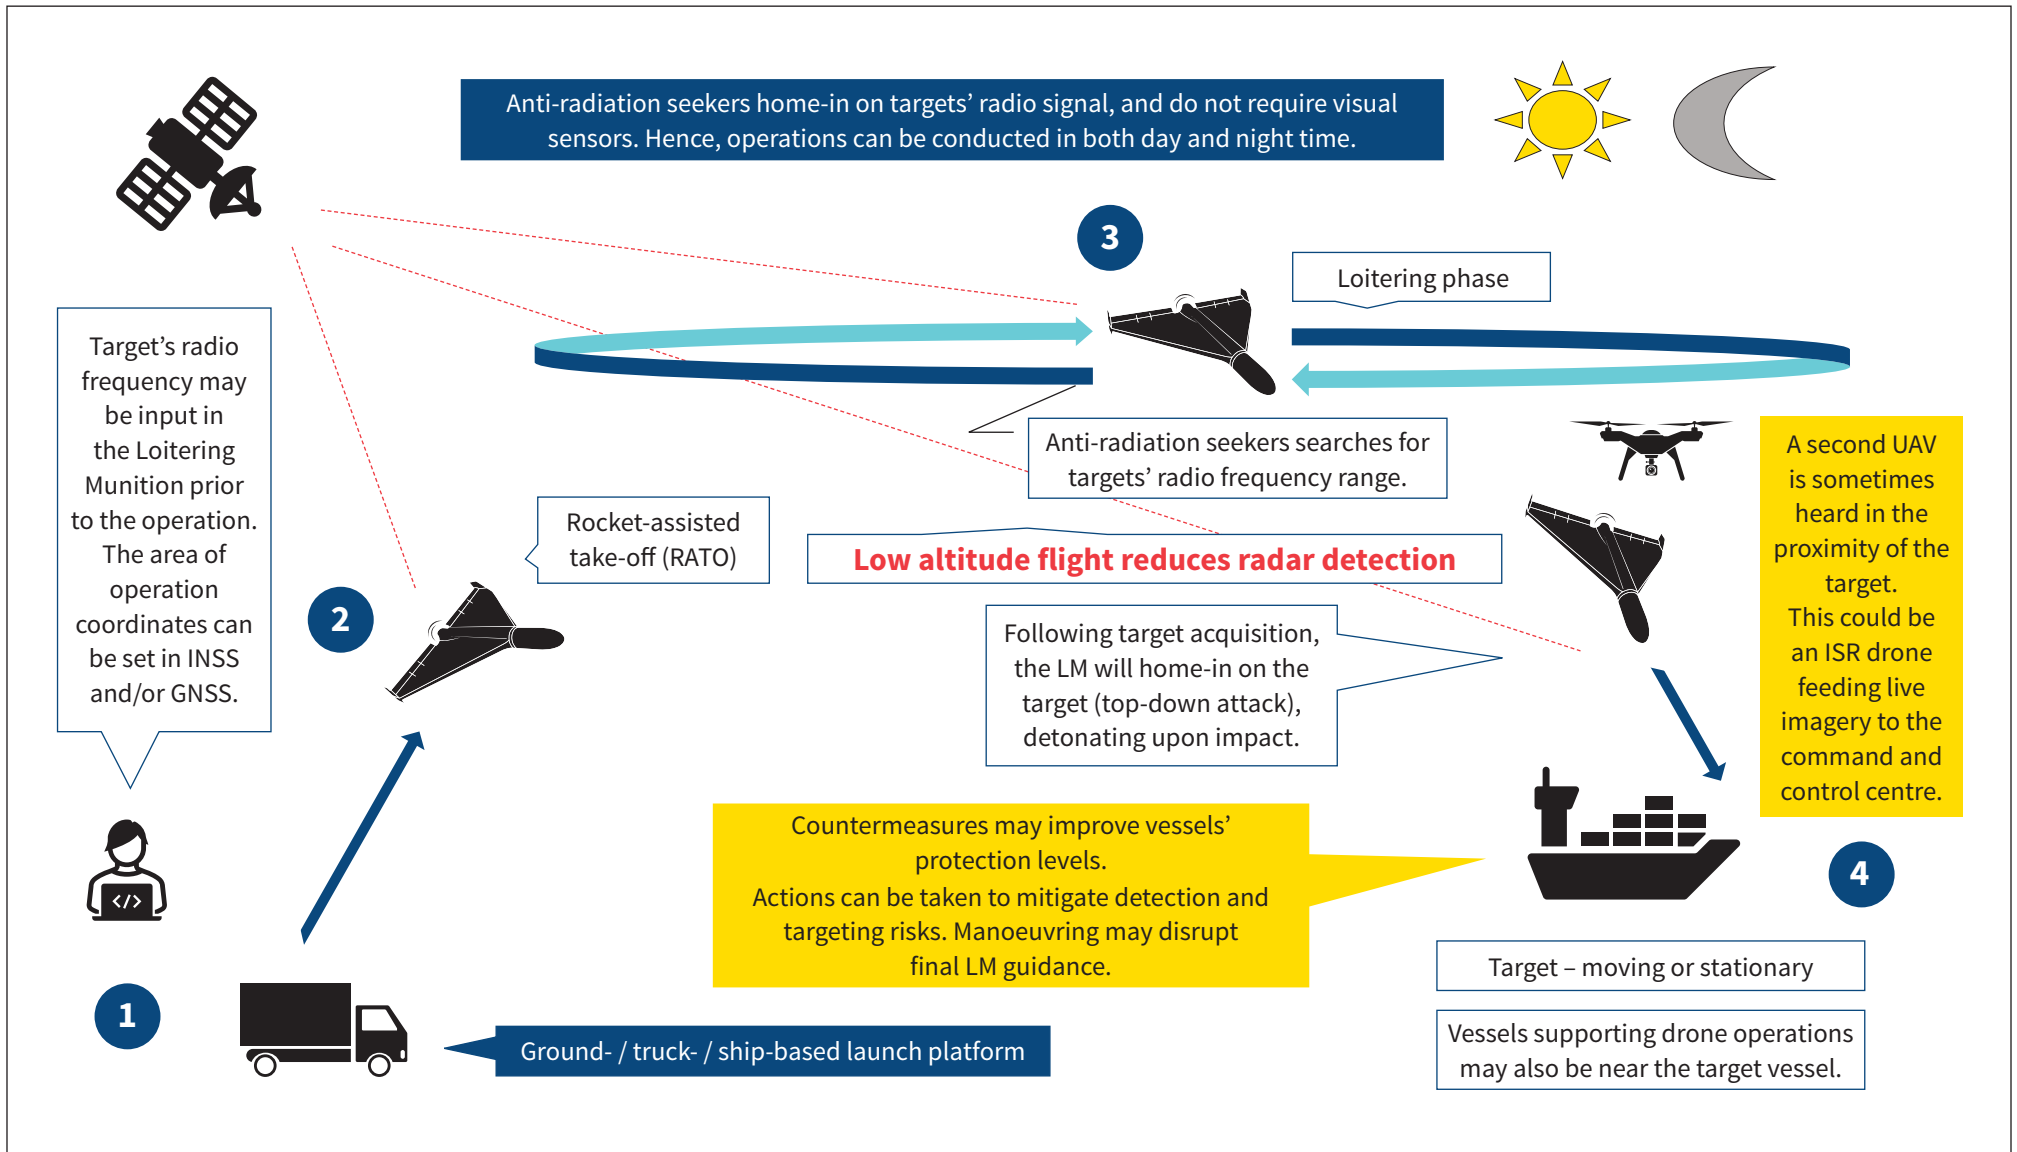 Anti-radiation seekers home-in on targets’ radio signal, and do not require visual
sensors. Hence, operations can be conducted in both day and night time.
3
Loitering phase
Target’s radio
frequency may
be input in
the Loitering
Munition prior
to the operation.
The area of
operation
coordinates can
be set in INSS
and/or GNSS.
Anti-radiation seekers searches for
targets’ radio frequency range.
A second UAV
is sometimes
heard in the
proximity of the
target.
This could be
an ISR drone
feeding live
imagery to the
command and
control centre.
Rocket-assisted
take-off (RATO)
Low altitude flight reduces radar detection
2
Following target acquisition,
the LM will home-in on the
target (top-down attack),
detonating upon impact.
Countermeasures may improve vessels’
protection levels.
Actions can be taken to mitigate detection and
targeting risks. Manoeuvring may disrupt
final LM guidance.
4
</>
1
Target – moving or stationary
Ground- / truck- / ship-based launch platform
Vessels supporting drone operations
may also be near the target vessel.